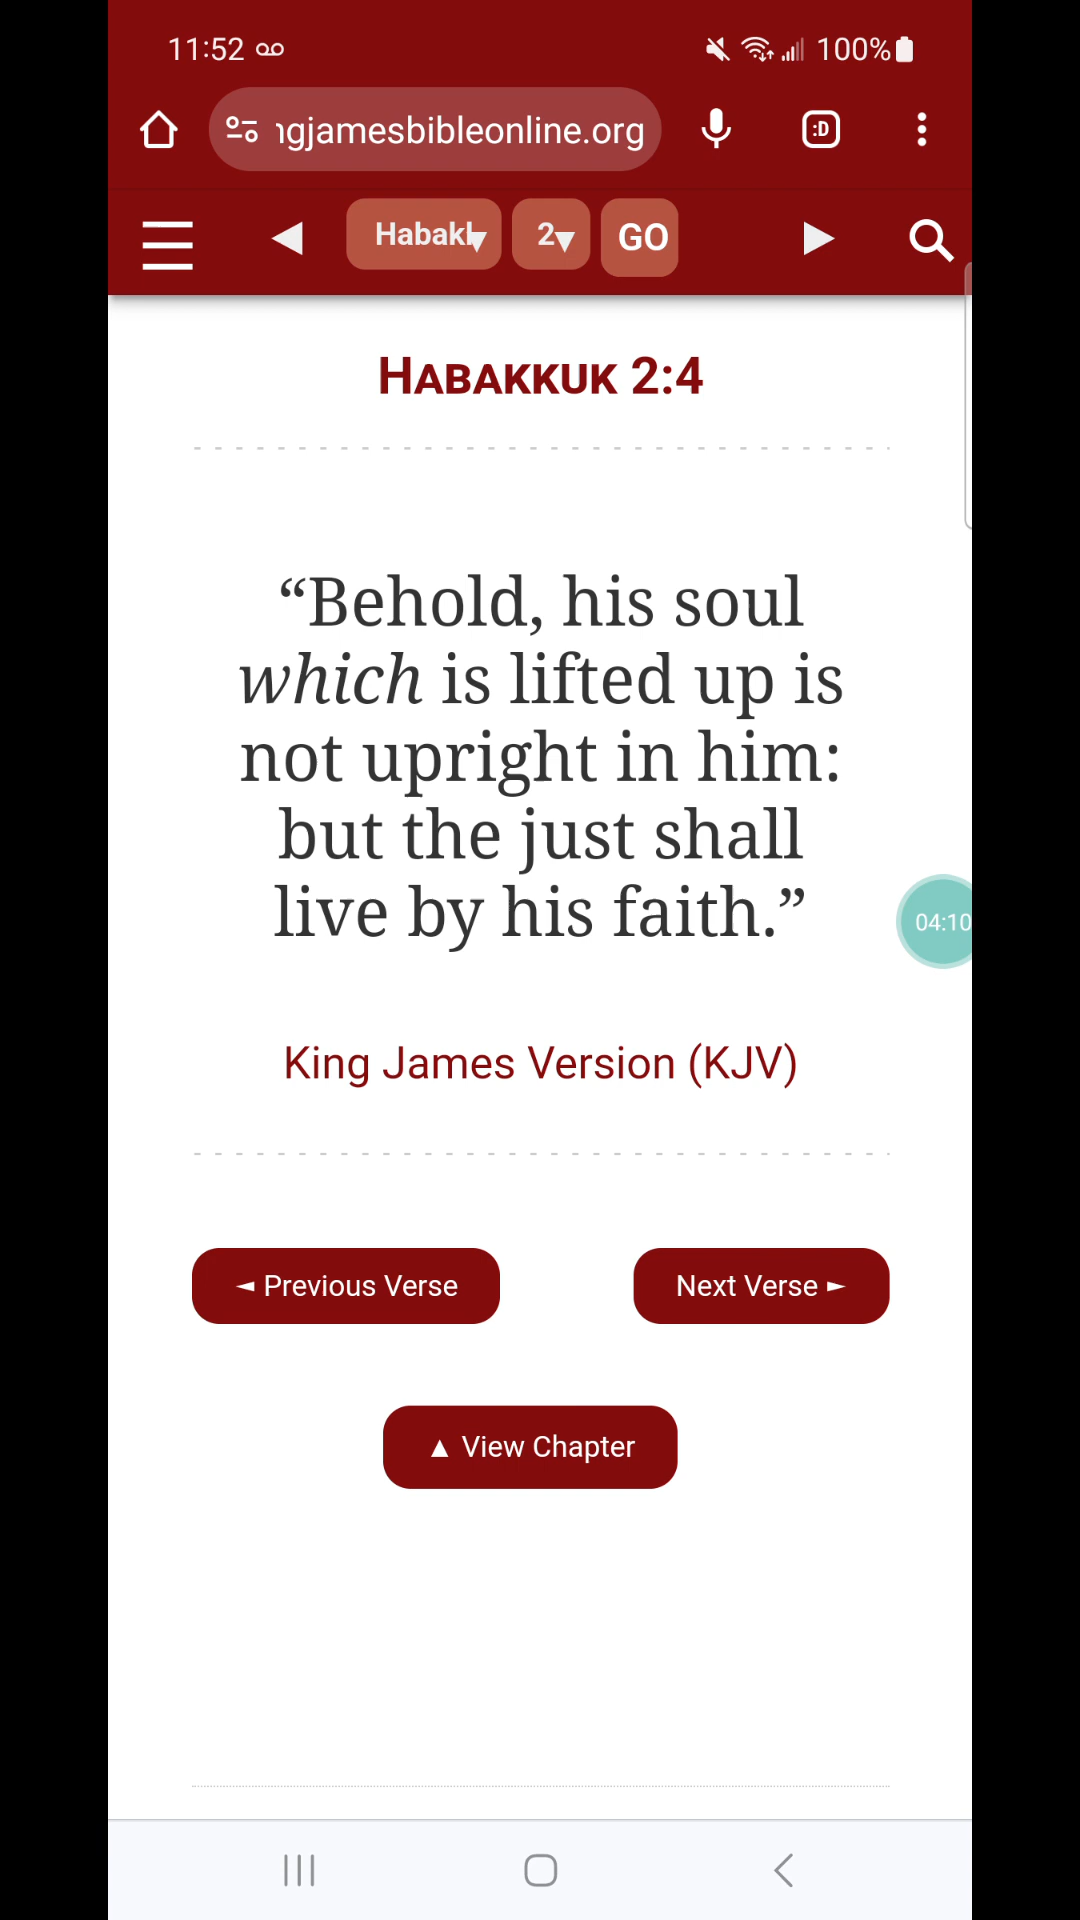 11:52
100%
ngjamesbibleonline.org
:D
Habakk
2
GO
HABAKKUK 2:4
“Behold, his soul
which is lifted up is
not upright in him:
but the just shall
live by his faith.”
04:10
King James Version (KJV)
◄ Previous Verse
Next Verse ►
▲ View Chapter